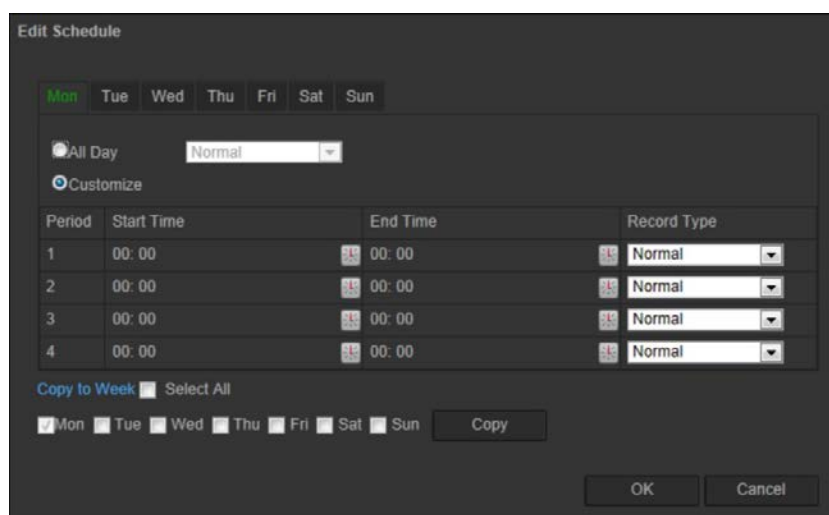 Edit Schedule
Mon Tue Wed Thu Fri Sat Sun
All Day Normal
Customize
Period Start Time End Time Record Type
1 00: 00 00: 00 Normal
2 00: 00 00: 00 Normal
3 00: 00 00: 00 Normal
4 00: 00 00: 00 Normal
Copy to Week Select All
Mon Tue Wed Thu Fri Sat Sun Copy
OK Cancel